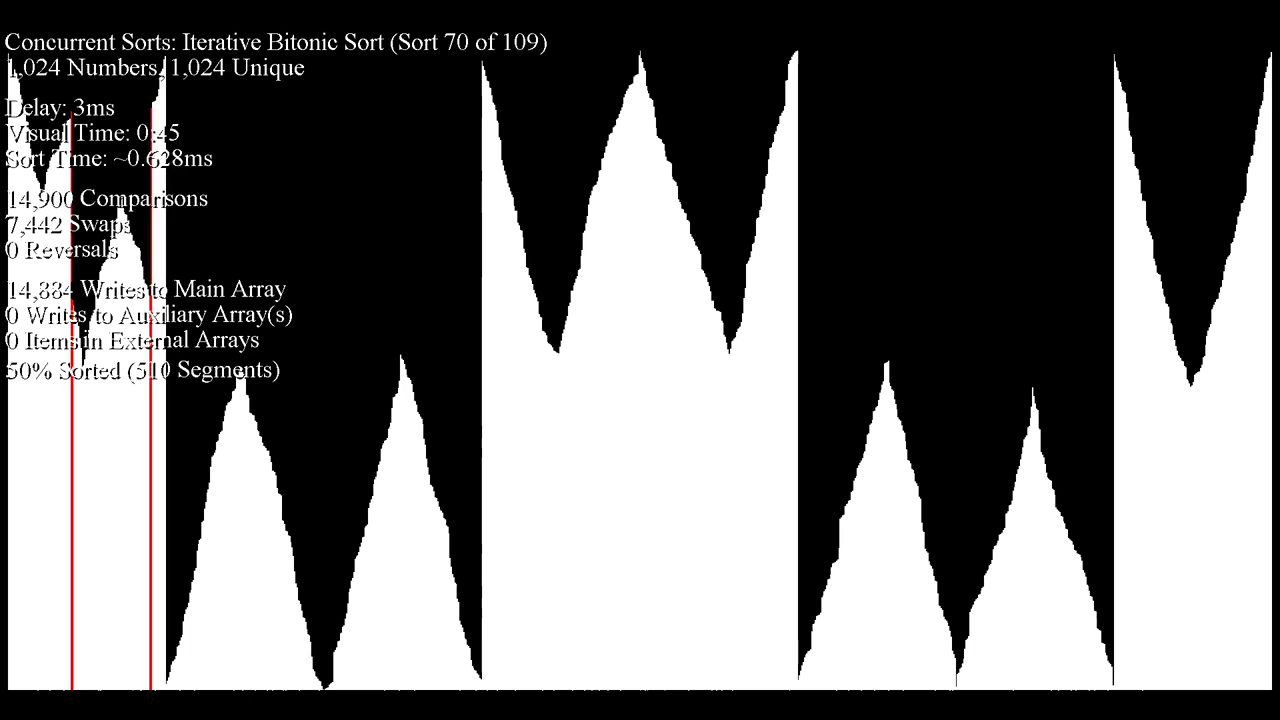 Concurrent Sorts: Iterative Bitonic Sort (Sort 70 of 109)
1,024 Numbers, 1,024 Unique
Delay: 3ms
Visual Time: 0:45
Sort Time: ~0.628ms
14,900 Comparisons
7,442 Swaps
0 Reversals
14,884 Writes to Main Array
0 Writes to Auxiliary Array(s)
0 Items in External Arrays
50% Sorted (510 Segments)